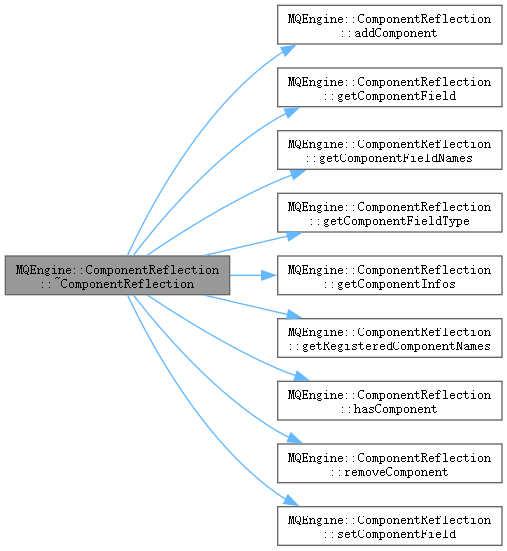 MQEngine::ComponentReflection
::addComponent
MQEngine::ComponentReflection
::getComponentField
MQEngine::ComponentReflection
::getComponentFieldNames
MQEngine::ComponentReflection
::getComponentFieldType
MQEngine::ComponentReflection
::~ComponentReflection
MQEngine::ComponentReflection
::getComponentInfos
MQEngine::ComponentReflection
::getRegisteredComponentNames
MQEngine::ComponentReflection
::hasComponent
MQEngine::ComponentReflection
::removeComponent
MQEngine::ComponentReflection
::setComponentField